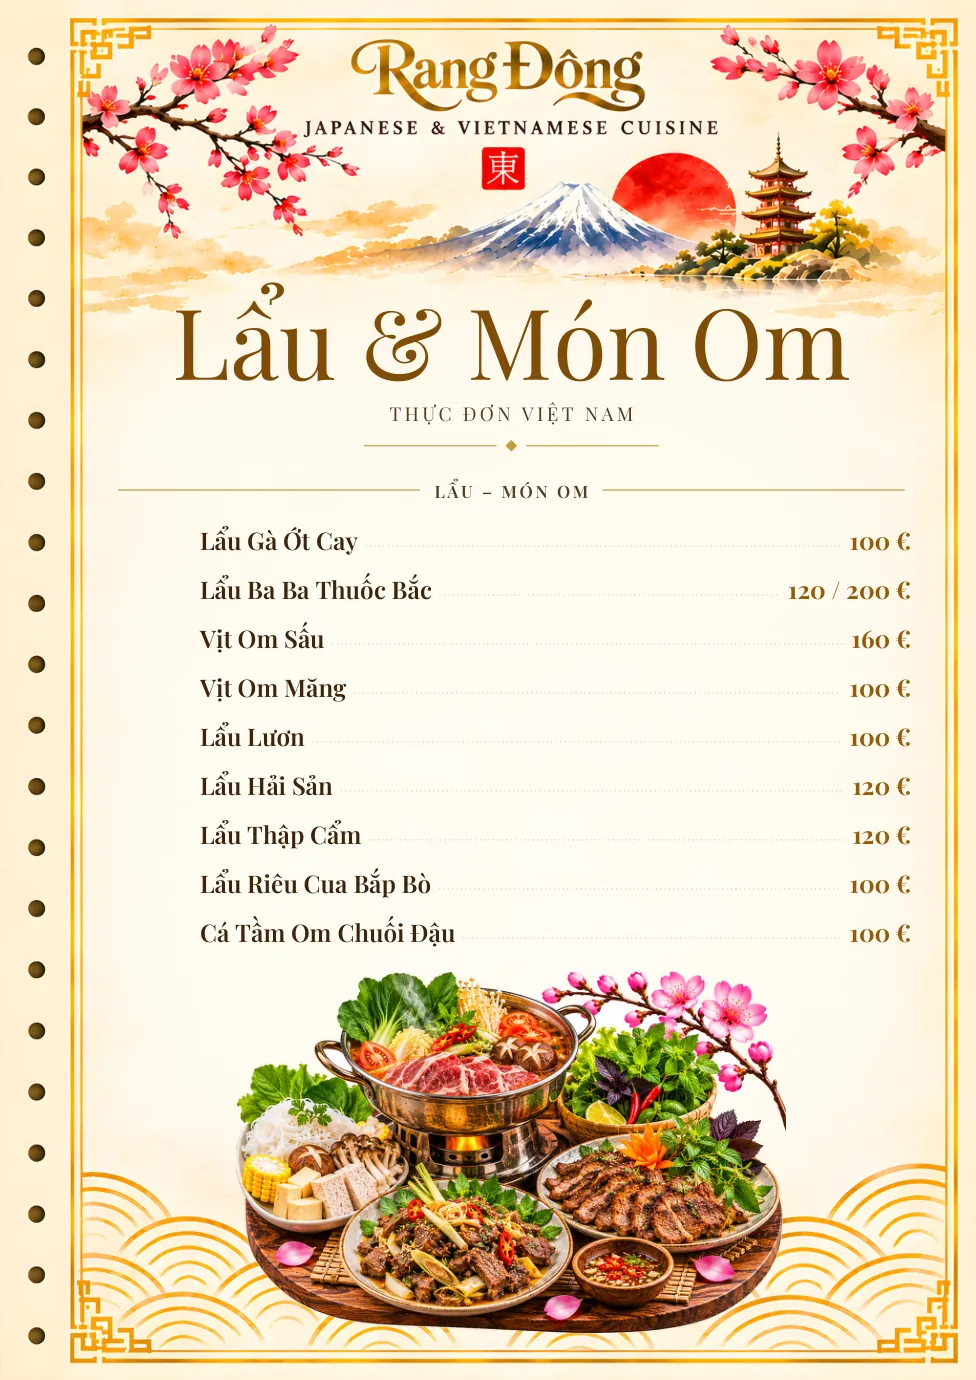 Rạng Đông
JAPANESE & VIETNAMESE CUISINE
東
Lẩu & Món Om
THỰC ĐƠN VIỆT NAM
LẨU – MÓN OM
Lẩu Gà Ớt Cay 100 €
Lẩu Ba Ba Thuốc Bắc 120 / 200 €
Vịt Om Sấu 160 €
Vịt Om Măng 100 €
Lẩu Lươn 100 €
Lẩu Hải Sản 120 €
Lẩu Thập Cẩm 120 €
Lẩu Riêu Cua Bắp Bò 100 €
Cá Tầm Om Chuối Đậu 100 €